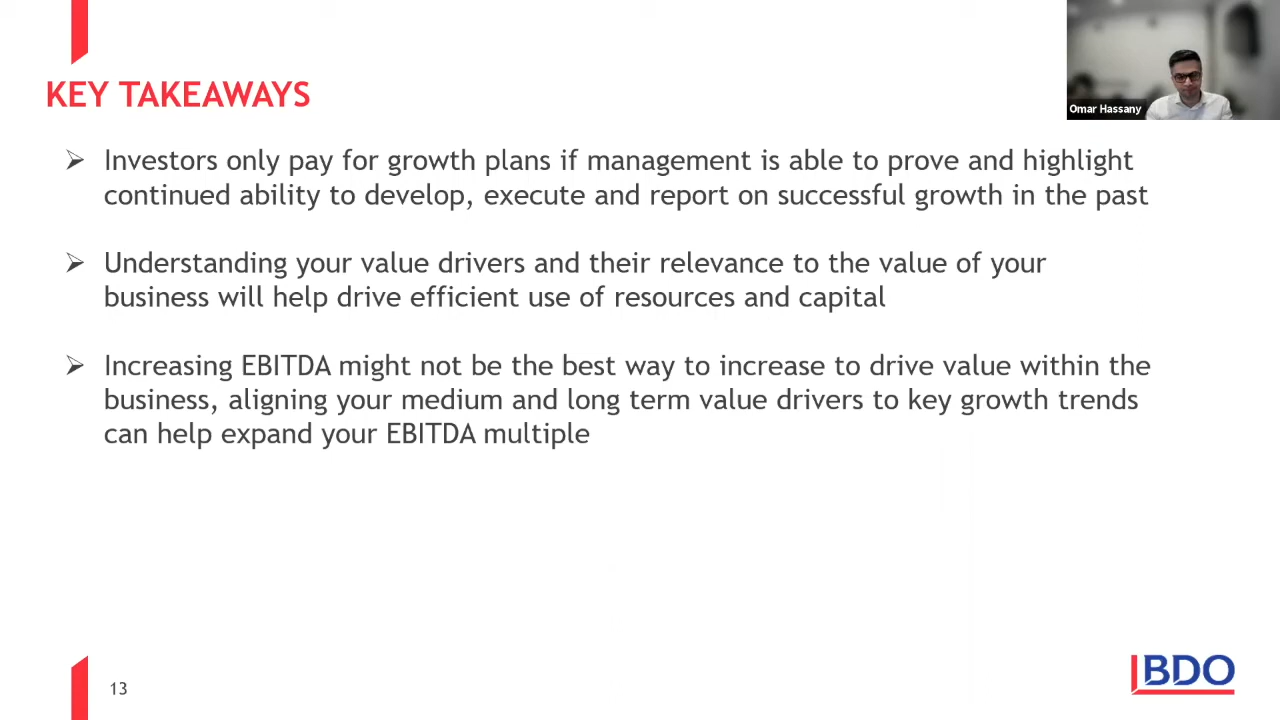 KEY TAKEAWAYS
Omar Hassany
➢ Investors only pay for growth plans if management is able to prove and highlight
continued ability to develop, execute and report on successful growth in the past
➢ Understanding your value drivers and their relevance to the value of your
business will help drive efficient use of resources and capital
➢ Increasing EBITDA might not be the best way to increase to drive value within the
business, aligning your medium and long term value drivers to key growth trends
can help expand your EBITDA multiple
13
BDO